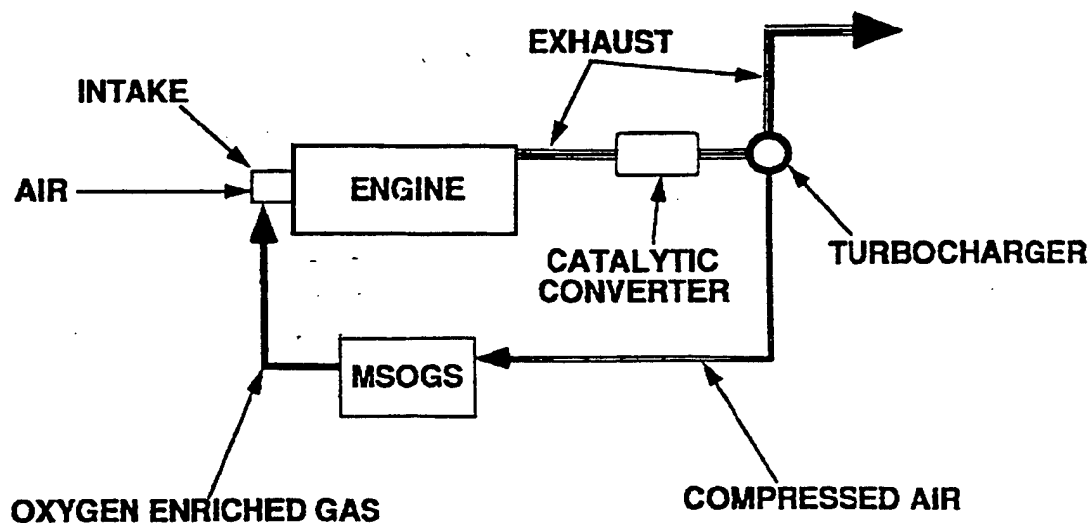 EXHAUST
INTAKE
AIR
ENGINE
CATALYTIC
CONVERTER
TURBOCHARGER
MSOGS
OXYGEN ENRICHED GAS
COMPRESSED AIR